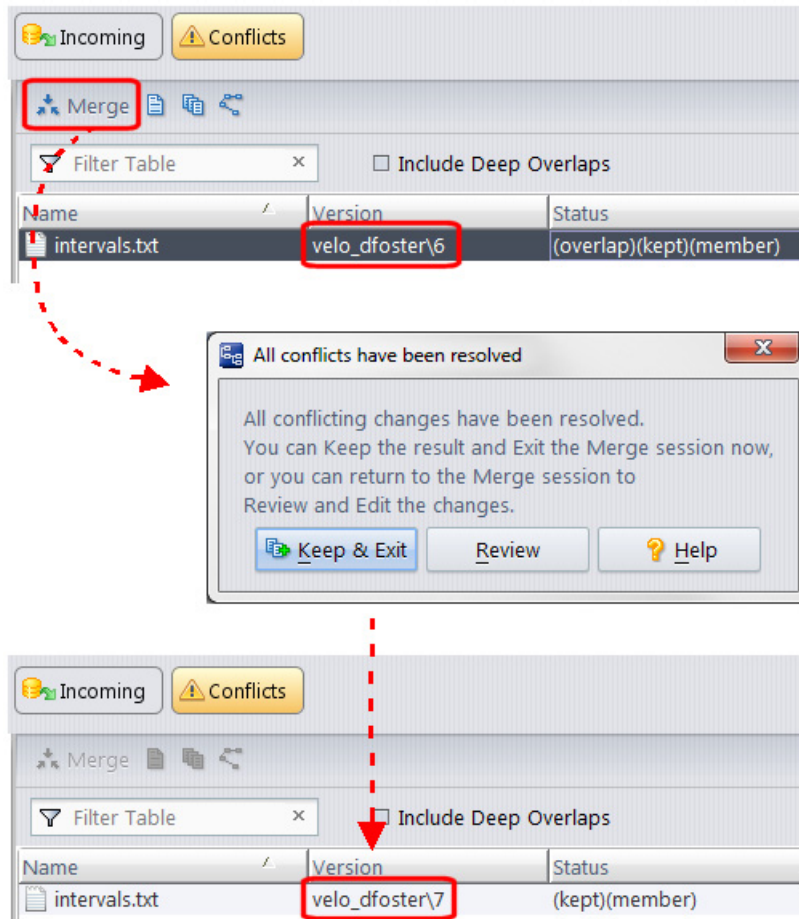 Incoming Conflicts
Merge
Filter Table × Include Deep Overlaps
Name Version Status
intervals.txt velo_dfoster\6 (overlap)(kept)(member)
All conflicts have been resolved
All conflicting changes have been resolved.
You can Keep the result and Exit the Merge session now,
or you can return to the Merge session to
Review and Edit the changes.
Keep & Exit Review Help
Incoming Conflicts
Merge
Filter Table × Include Deep Overlaps
Name Version Status
intervals.txt velo_dfoster\7 (kept)(member)